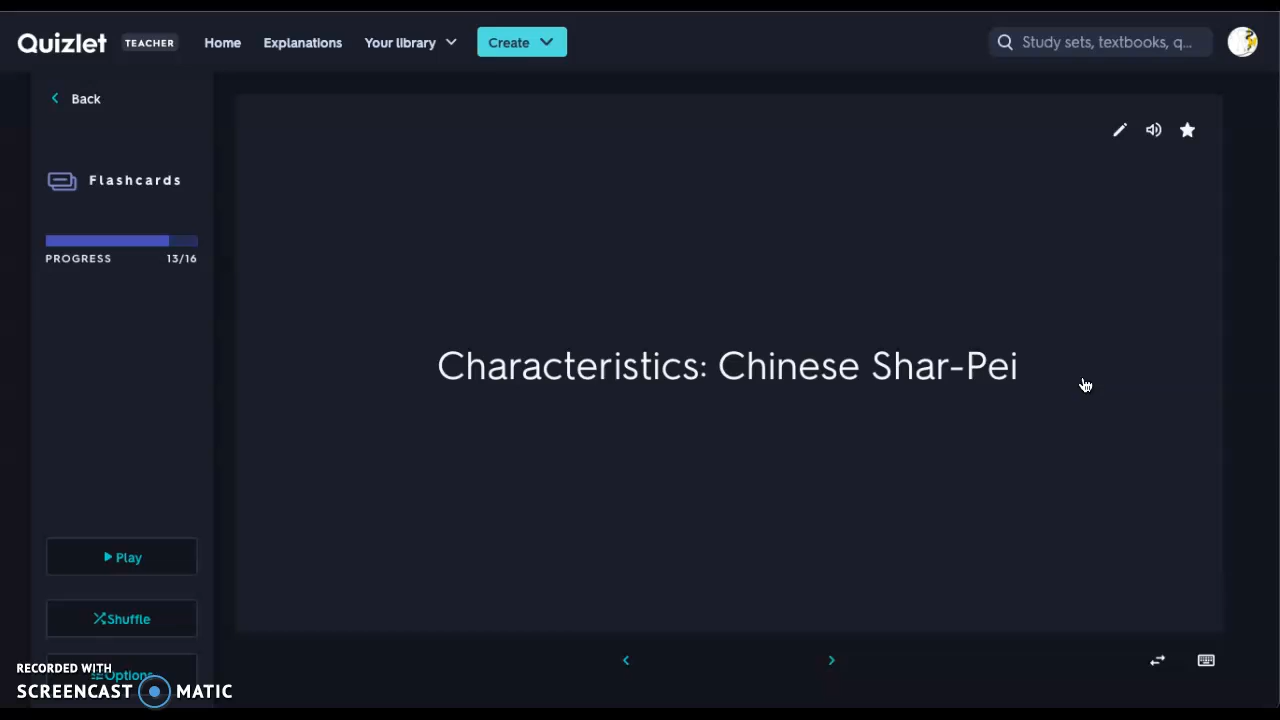 Quizlet TEACHER Home Explanations Your library Create Study sets, textbooks, q...
Back
Flashcards
PROGRESS 13/16
Characteristics: Chinese Shar-Pei
Play
Shuffle
Options
RECORDED WITH
SCREENCAST MATIC